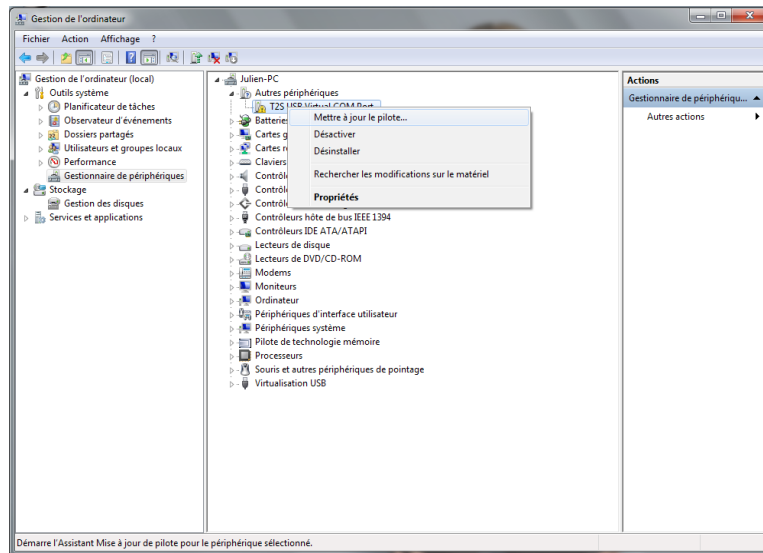 Gestion de l'ordinateur
Fichier Action Affichage ?
Gestion de l'ordinateur (local)
Outils système
Planificateur de tâches
Observateur d'événements
Dossiers partagés
Utilisateurs et groupes locaux
Performance
Gestionnaire de périphériques
Stockage
Gestion des disques
Services et applications
Julien-PC
Autres périphériques
T2S USB Virtual COM Port
Batteries
Cartes
Cartes
Claviers
Mettre à jour le pilote...
Désactiver
Désinstaller
Rechercher les modifications sur le matériel
Propriétés
Contrôleurs hôte de bus IEEE 1394
Contrôleurs IDE ATA/ATAPI
Lecteurs de disque
Lecteurs de DVD/CD-ROM
Modems
Moniteurs
Ordinateur
Périphériques d'interface utilisateur
Périphériques système
Pilote de technologie mémoire
Processeurs
Souris et autres périphériques de pointage
Virtualisation USB
Actions
Gestionnaire de périphériqu...
Autres actions
Démarre l'Assistant Mise à jour de pilote pour le périphérique sélectionné.